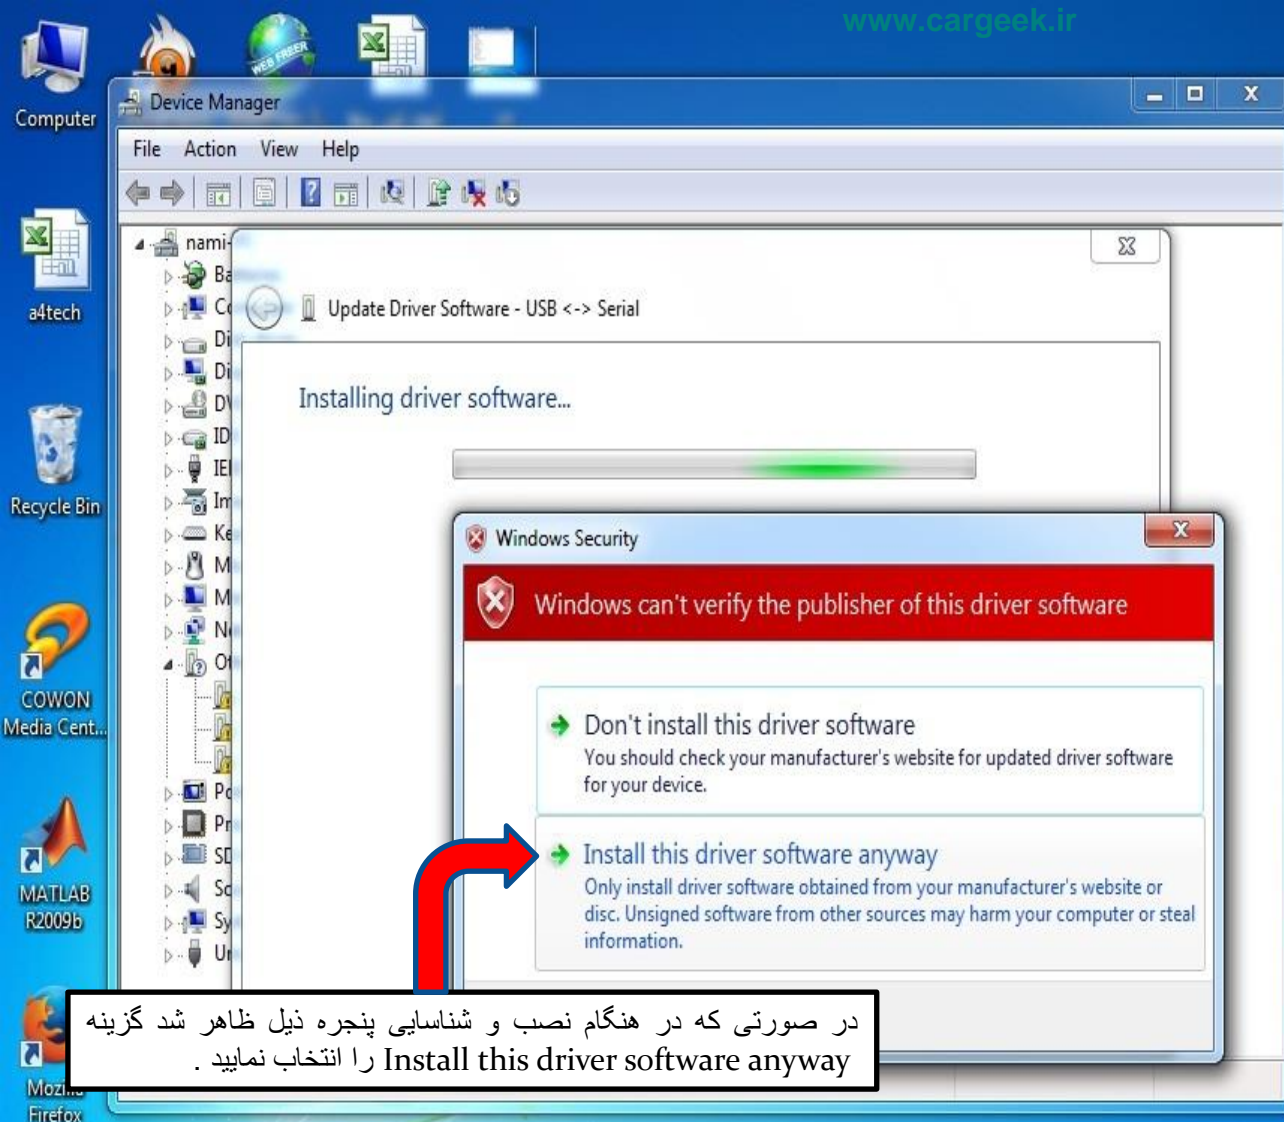 www.cargeek.ir
WEB FREER
Computer
Device Manager
File Action View Help
nami-
a4tech
Update Driver Software - USB <-> Serial
Installing driver software...
Recycle Bin
Windows Security
Windows can't verify the publisher of this driver software
COWON
Media Cent...
Don't install this driver software
You should check your manufacturer's website for updated driver software
for your device.
Install this driver software anyway
Only install driver software obtained from your manufacturer's website or
disc. Unsigned software from other sources may harm your computer or steal
information.
MATLAB
R2009b
در صورتی که در هنگام نصب و شناسایی پنجره ذیل ظاهر شد گزینه
Install this driver software anyway را انتخاب نمایید .
Mozilla
Firefox